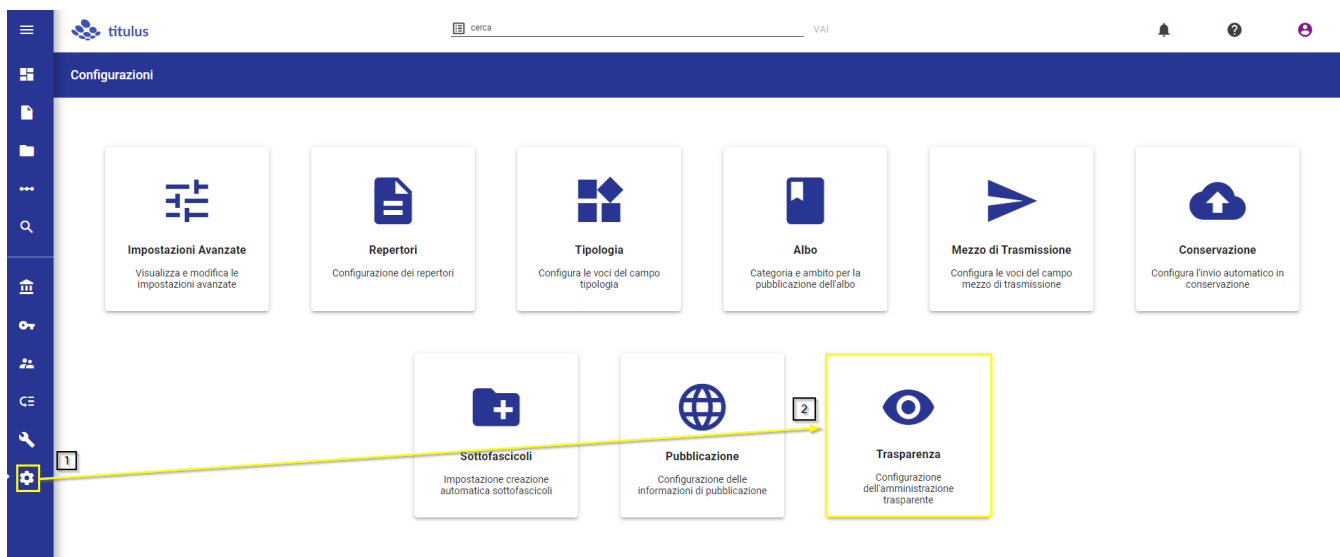 titulus
cerca
VAI
Configurazioni
Impostazioni Avanzate
Visualizza e modifica le
impostazioni avanzate
Repertori
Configurazione dei repertori
Tipologia
Configura le voci del campo
tipologia
Albo
Categoria e ambito per la
pubblicazione dell'albo
Mezzo di Trasmissione
Configura le voci del campo
mezzo di trasmissione
Conservazione
Configura l'invio automatico in
conservazione
1
Sottofascicoli
Impostazione creazione
automatica sottofascicoli
Pubblicazione
Configurazione delle
informazioni di pubblicazione
2
Trasparenza
Configurazione
dell'amministrazione
trasparente